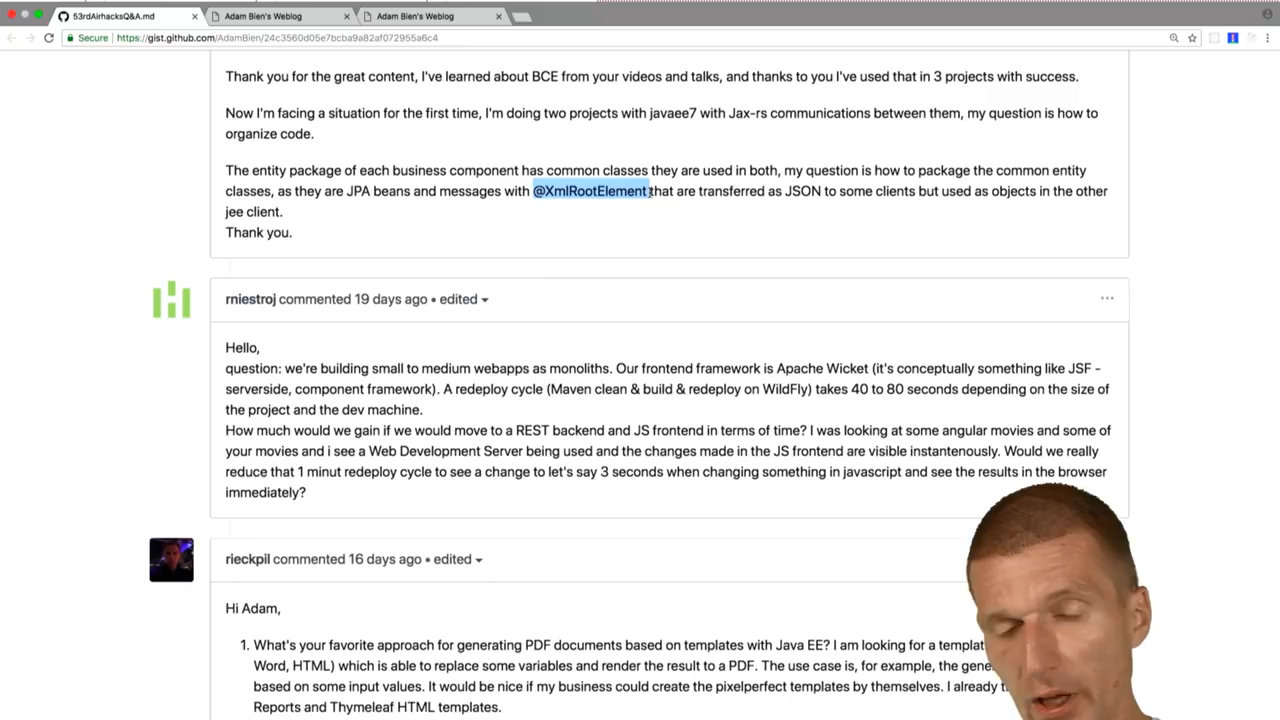 53rdAirhacksQ&A.md
Adam Bien's Weblog
Adam Bien's Weblog
Secure
https://gist.github.com/AdamBien/24c3560d05e7bcba9a82af072955a6c4
Thank you for the great content, I've learned about BCE from your videos and talks, and thanks to you I've used that in 3 projects with success.
Now I'm facing a situation for the first time, I'm doing two projects with javaee7 with Jax-rs communications between them, my question is how to
organize code.
The entity package of each business component has common classes they are used in both, my question is how to package the common entity
classes, as they are JPA beans and messages with @XmlRootElement that are transferred as JSON to some clients but used as objects in the other
jee client.
Thank you.
rniestroj commented 19 days ago • edited
Hello,
question: we're building small to medium webapps as monoliths. Our frontend framework is Apache Wicket (it's conceptually something like JSF -
serverside, component framework). A redeploy cycle (Maven clean & build & redeploy on WildFly) takes 40 to 80 seconds depending on the size of
the project and the dev machine.
How much would we gain if we would move to a REST backend and JS frontend in terms of time? I was looking at some angular movies and some of
your movies and i see a Web Development Server being used and the changes made in the JS frontend are visible instantenously. Would we really
reduce that 1 minut redeploy cycle to see a change to let's say 3 seconds when changing something in javascript and see the results in the browser
immediately?
rieckpil commented 16 days ago • edited
Hi Adam,
1. What's your favorite approach for generating PDF documents based on templates with Java EE? I am looking for a
Word, HTML) which is able to replace some variables and render the result to a PDF. The use case is, for example, the
based on some input values. It would be nice if my business could create the pixelperfect templates by themselves. I already
Reports and Thymeleaf HTML templates.